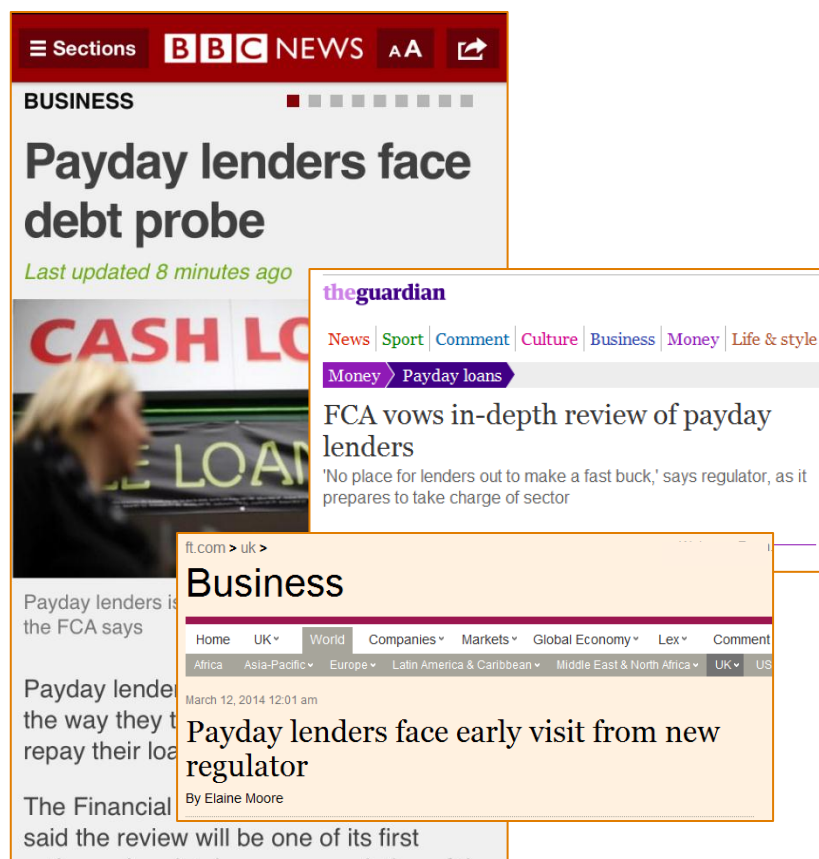 Sections BBC NEWS AA
BUSINESS
Payday lenders face
debt probe
Last updated 8 minutes ago
CASH LO
LOAN
Payday lenders is
the FCA says
Payday lender
the way they t
repay their loa
The Financial
said the review will be one of its first
theguardian
News Sport Comment Culture Business Money Life & style
Money Payday loans
FCA vows in-depth review of payday
lenders
'No place for lenders out to make a fast buck,' says regulator, as it
prepares to take charge of sector
ft.com > uk >
Business
Home UK World Companies Markets Global Economy Lex Comment
Africa Asia-Pacific Europe Latin America & Caribbean Middle East & North Africa UK US
March 12, 2014 12:01 am
Payday lenders face early visit from new
regulator
By Elaine Moore